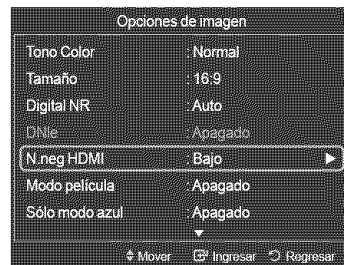 Opciones de imagen
Tono Color : Normal
Tamaño : 16:9
Digital NR : Auto
DNIe : Apagado
N.neg HDMI : Bajo
Modo película : Apagado
Sólo modo azul : Apagado
Mover Ingresar Regresar